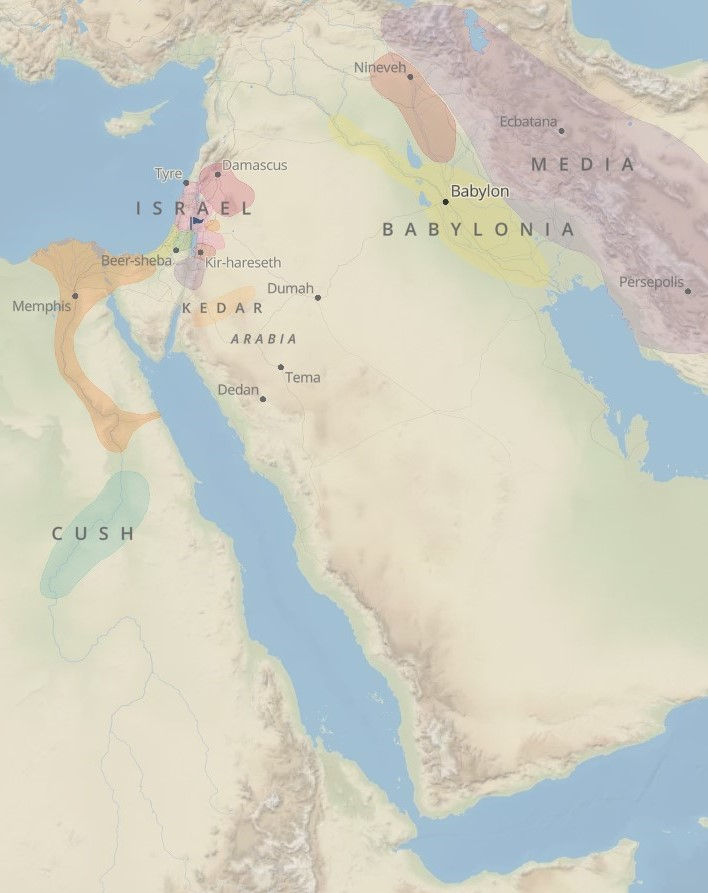 Nineveh
Ecbatana
MEDIA
Tyre
Damascus
Babylon
ISRAEL
BABYLONIA
Beer-sheba
Kir-hareseth
Persepolis
Dumah
Memphis
KEDAR
ARABIA
Tema
Dedan
CUSH